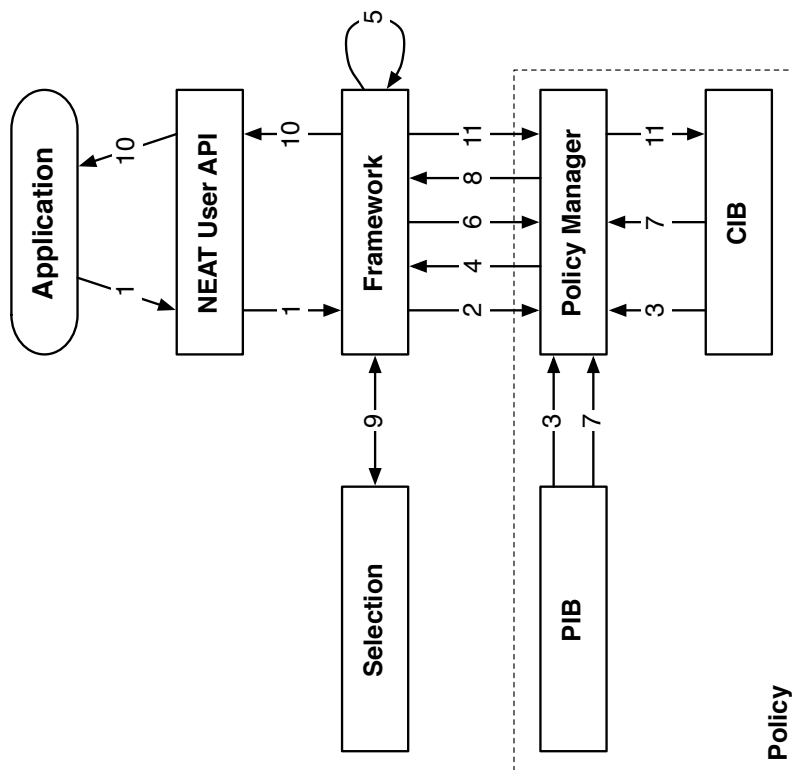 Application
1
10
NEAT User API
1
10
5
Selection
9
Framework
2
4
6
8
11
PIB
3
7
Policy Manager
3
7
11
CIB
Policy